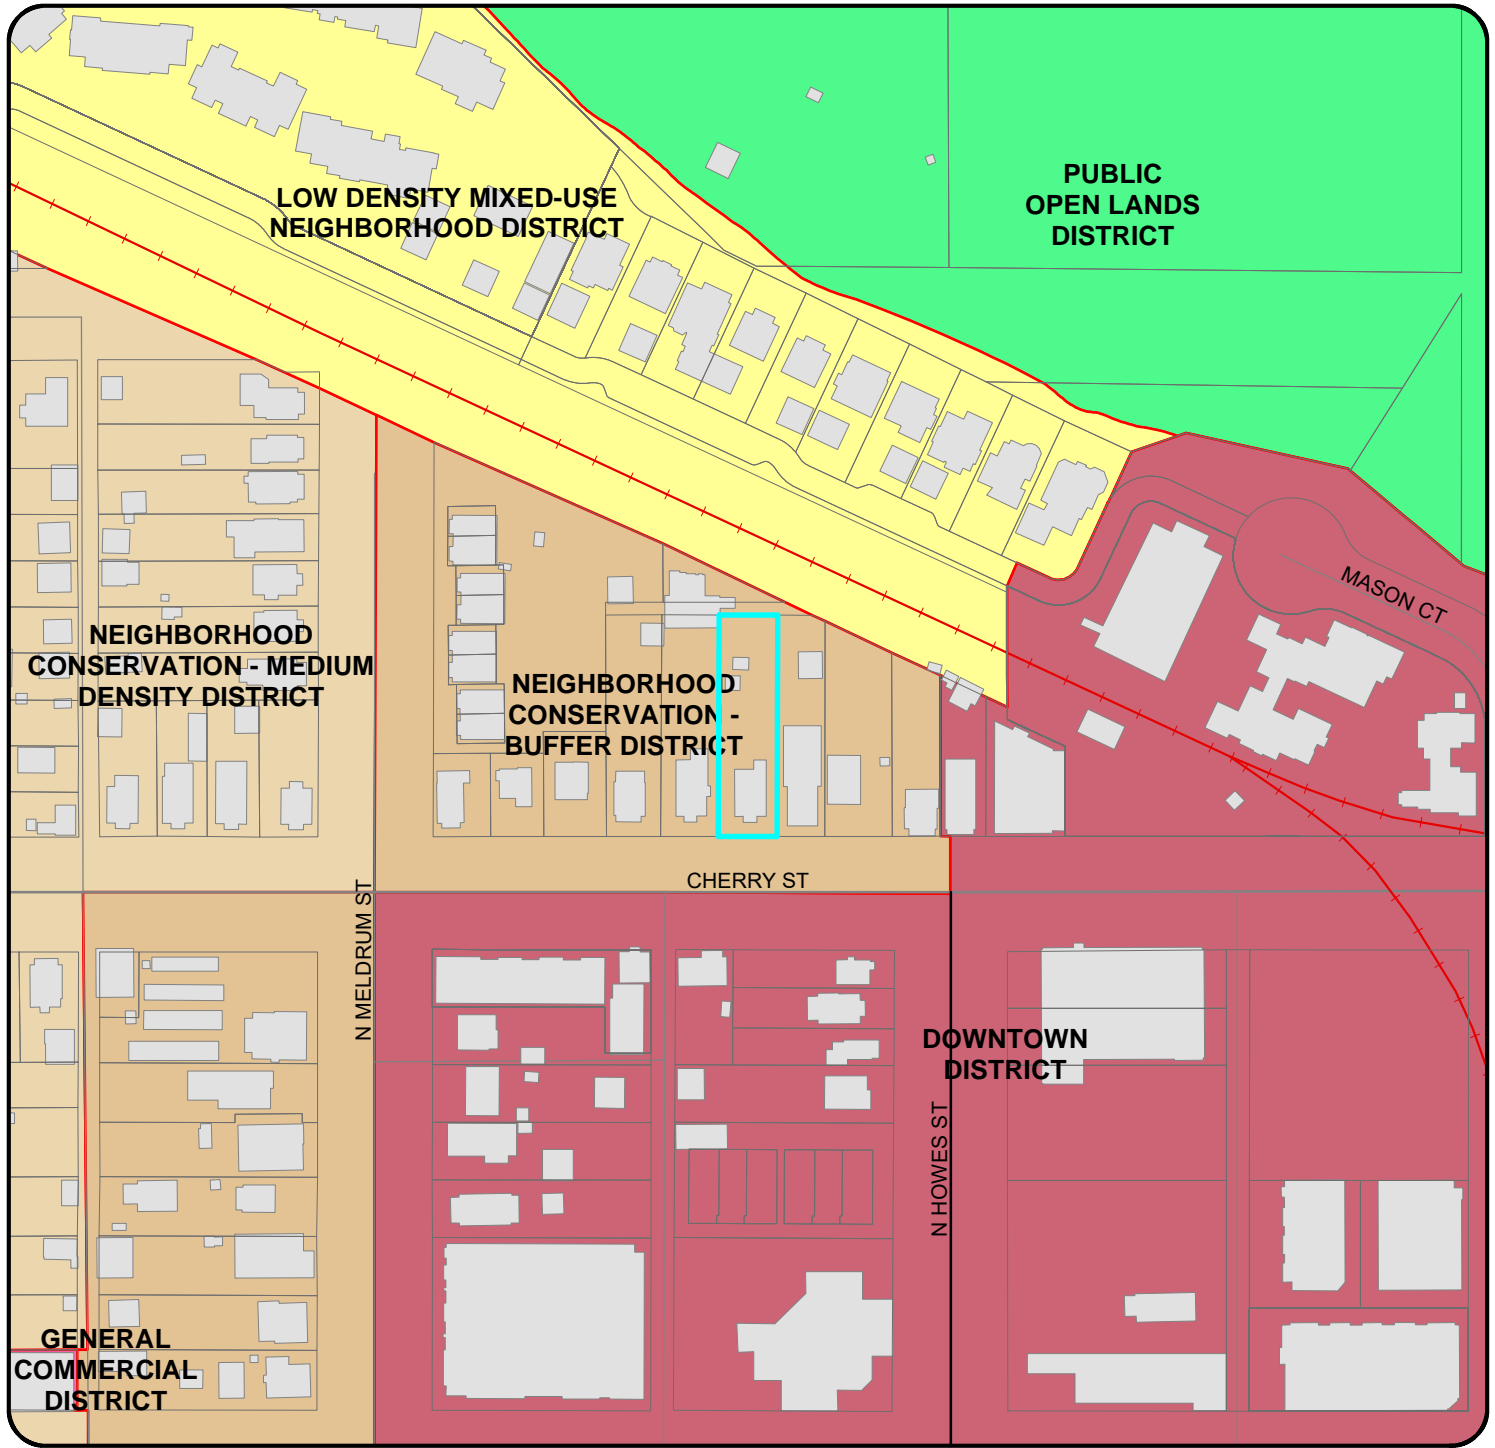 PUBLIC
OPEN LANDS
DISTRICT
LOW DENSITY MIXED-USE
NEIGHBORHOOD DISTRICT
MASON CT
NEIGHBORHOOD
CONSERVATION - MEDIUM
DENSITY DISTRICT
NEIGHBORHOOD
CONSERVATION -
BUFFER DISTRICT
CHERRY ST
N MELDRUM ST
DOWNTOWN
DISTRICT
N HOWES ST
GENERAL
COMMERCIAL
DISTRICT